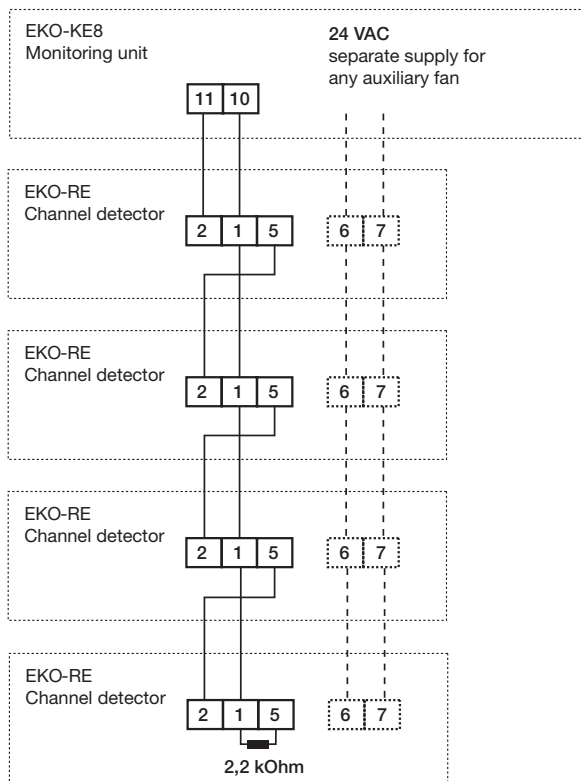 EKO-KE8
Monitoring unit
24 VAC
separate supply for
any auxiliary fan
11 10
EKO-RE
Channel detector
2 1 5 6 7
EKO-RE
Channel detector
2 1 5 6 7
EKO-RE
Channel detector
2 1 5 6 7
EKO-RE
Channel detector
2 1 5 6 7
2,2 kOhm